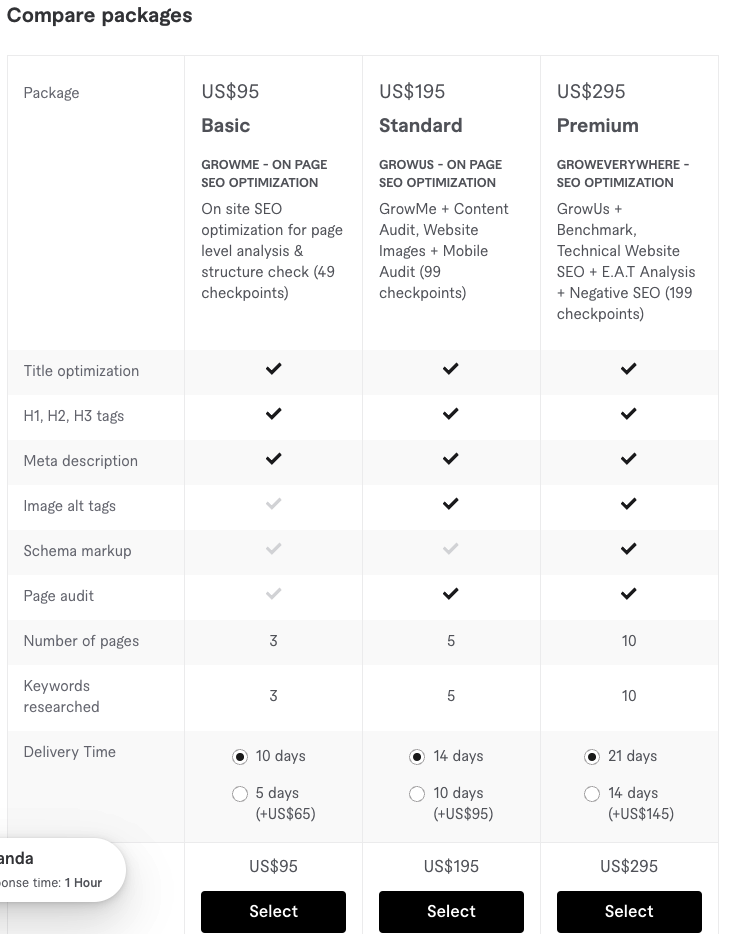 Compare packages
Package
US$95
Basic
GROWME - ON PAGE
SEO OPTIMIZATION
On site SEO
optimization for page
level analysis &
structure check (49
checkpoints)
US$195
Standard
GROWUS - ON PAGE
SEO OPTIMIZATION
GrowMe + Content
Audit, Website
Images + Mobile
Audit (99
checkpoints)
US$295
Premium
GROWEVERYWHERE -
SEO OPTIMIZATION
GrowUs +
Benchmark,
Technical Website
SEO + E.A.T Analysis
+ Negative SEO (199
checkpoints)
Title optimization
H1, H2, H3 tags
Meta description
Image alt tags
Schema markup
Page audit
Number of pages 3 5 10
Keywords
researched
3 5 10
Delivery Time
10 days
5 days
(+US$65)
14 days
10 days
(+US$95)
21 days
14 days
(+US$145)
anda
onse time: 1 Hour
US$95 US$195 US$295
Select Select Select